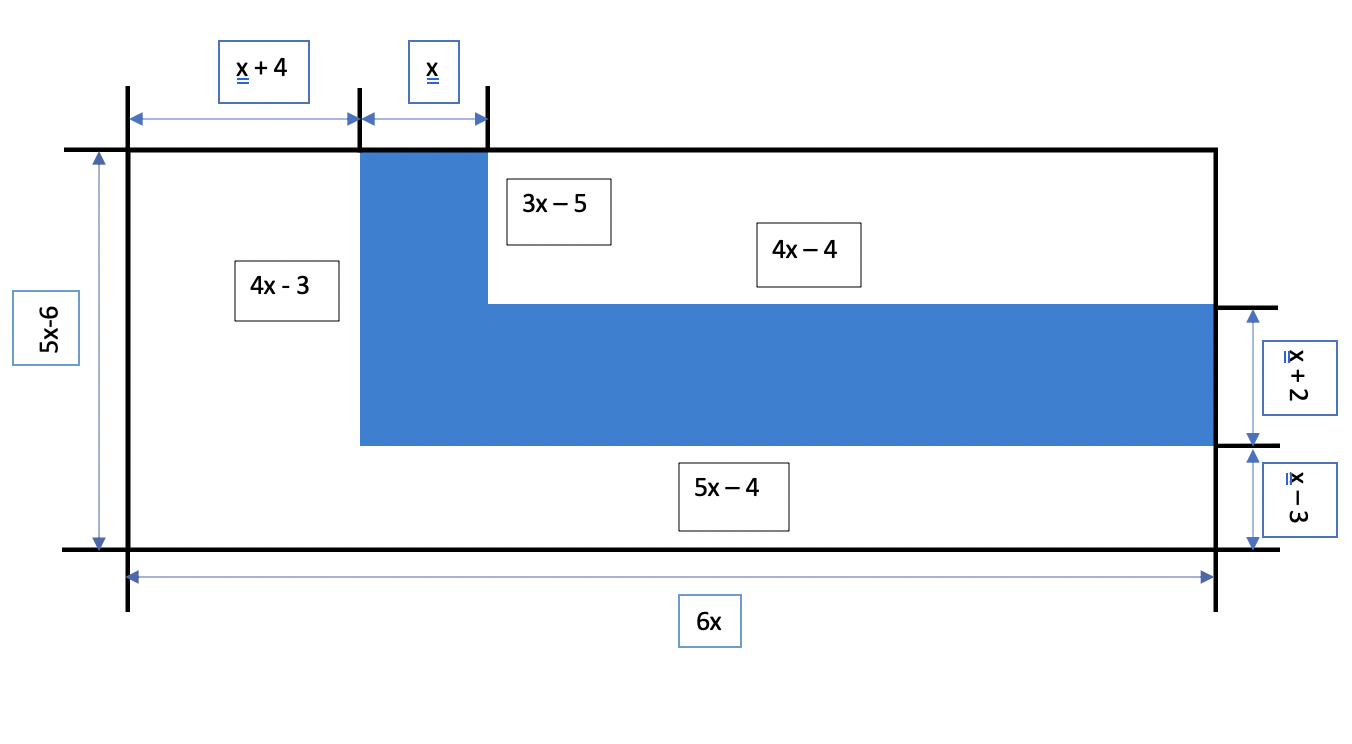 x + 4
x
3x – 5
4x – 4
4x - 3
5x-6
x + 2
x – 3
5x – 4
6x